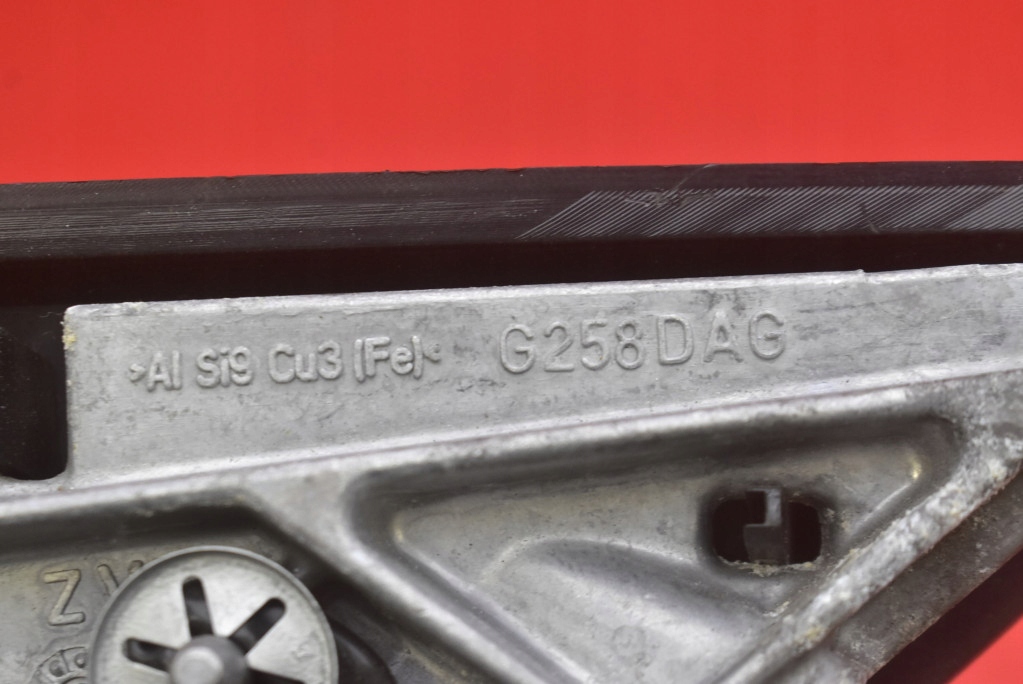 >Al Si9 Cu3 (Fe)< G258DAG